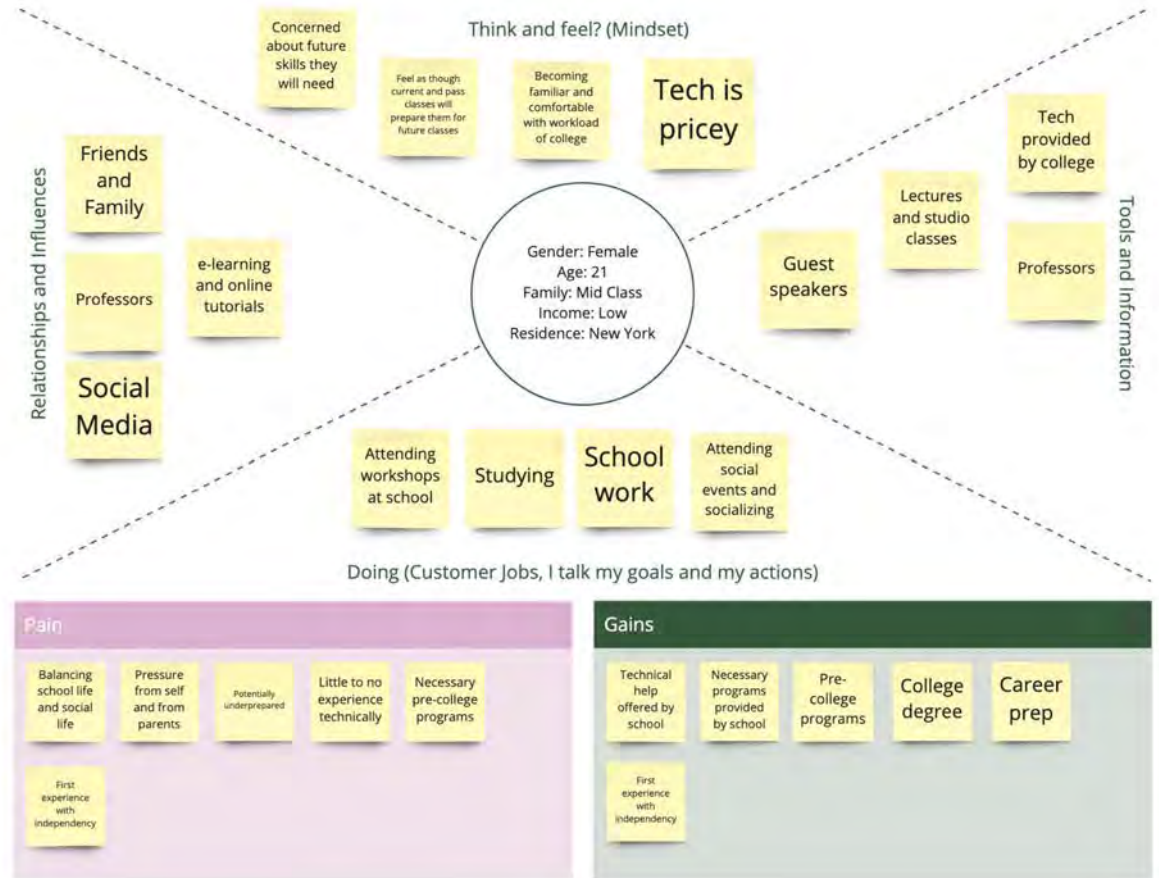 Think and feel? (Mindset)
Concerned
about future
skills they
will need
Feel as though
current and pass
classes will
prepare them for
future classes
Becoming
familiar and
comfortable
with workload
of college
Tech is
pricey
Relationships and Influences
Friends
and
Family
Professors
Social
Media
e-learning
and online
tutorials
Gender: Female
Age: 21
Family: Mid Class
Income: Low
Residence: New York
Guest
speakers
Lectures
and studio
classes
Tech
provided
by college
Professors
Tools and Information
Attending
workshops
at school
Studying
School
work
Attending
social
events and
socializing
Doing (Customer Jobs, I talk my goals and my actions)
Pain
Balancing
school life
and social
life
Pressure
from self
and from
parents
Potentially
underprepared
Little to no
experience
technically
Necessary
pre-college
programs
First
experience
with
independency
Gains
Technical
help
offered by
school
Necessary
programs
provided
by school
Pre-
college
programs
College
degree
Career
prep
First
experience
with
independency